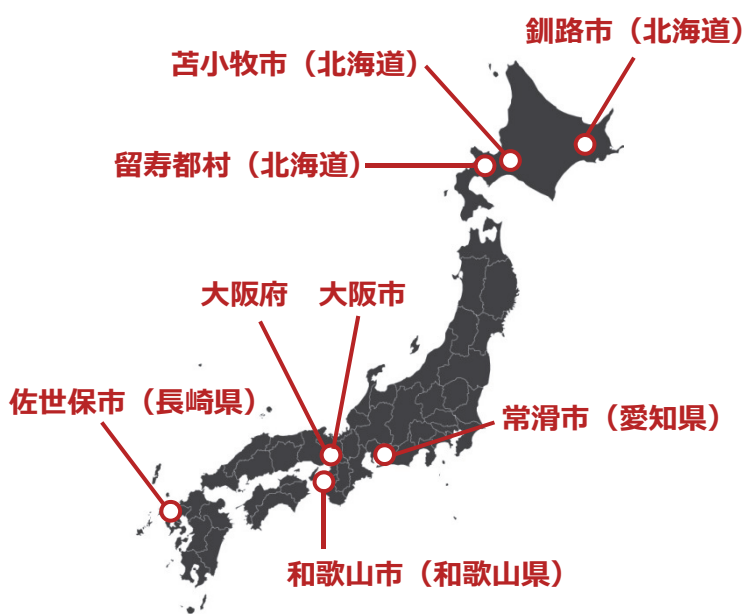 釧路市（北海道）
苫小牧市（北海道）
留寿都村（北海道）
大阪府　大阪市
佐世保市（長崎県）
常滑市（愛知県）
和歌山市（和歌山県）